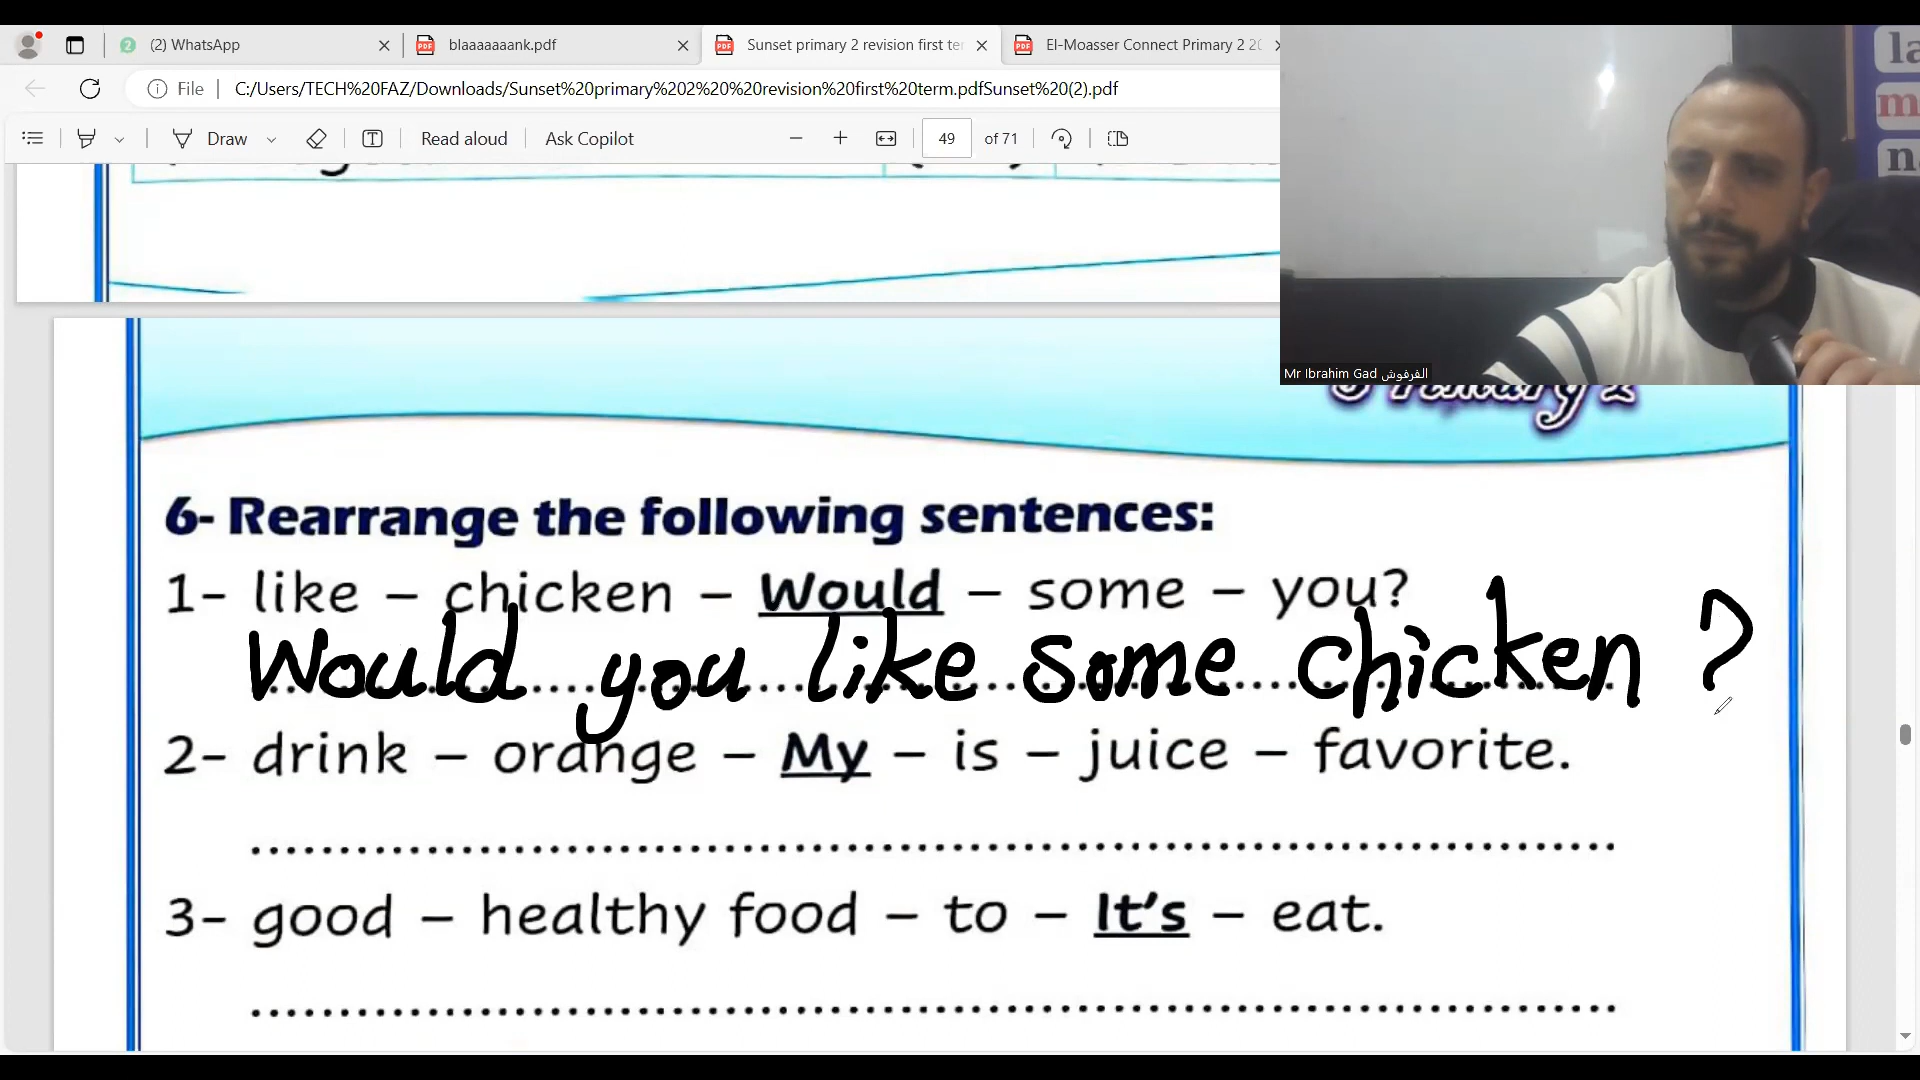 (2) WhatsApp
blaaaaaaank.pdf
Sunset primary 2 revision first te
El-Moasser Connect Primary 2 20
File
C:/Users/TECH%20FAZ/Downloads/Sunset%20primary%202%20%20revision%20first%20term.pdfSunset%20(2).pdf
Draw
Read aloud
Ask Copilot
49 of 71
Mr Ibrahim Gad الفرفوش
Primary 2
6- Rearrange the following sentences:
1- like – chicken – Would – some – you?
Would you like some chicken ?
2- drink – orange – My – is – juice – favorite.
3- good – healthy food – to – It's – eat.